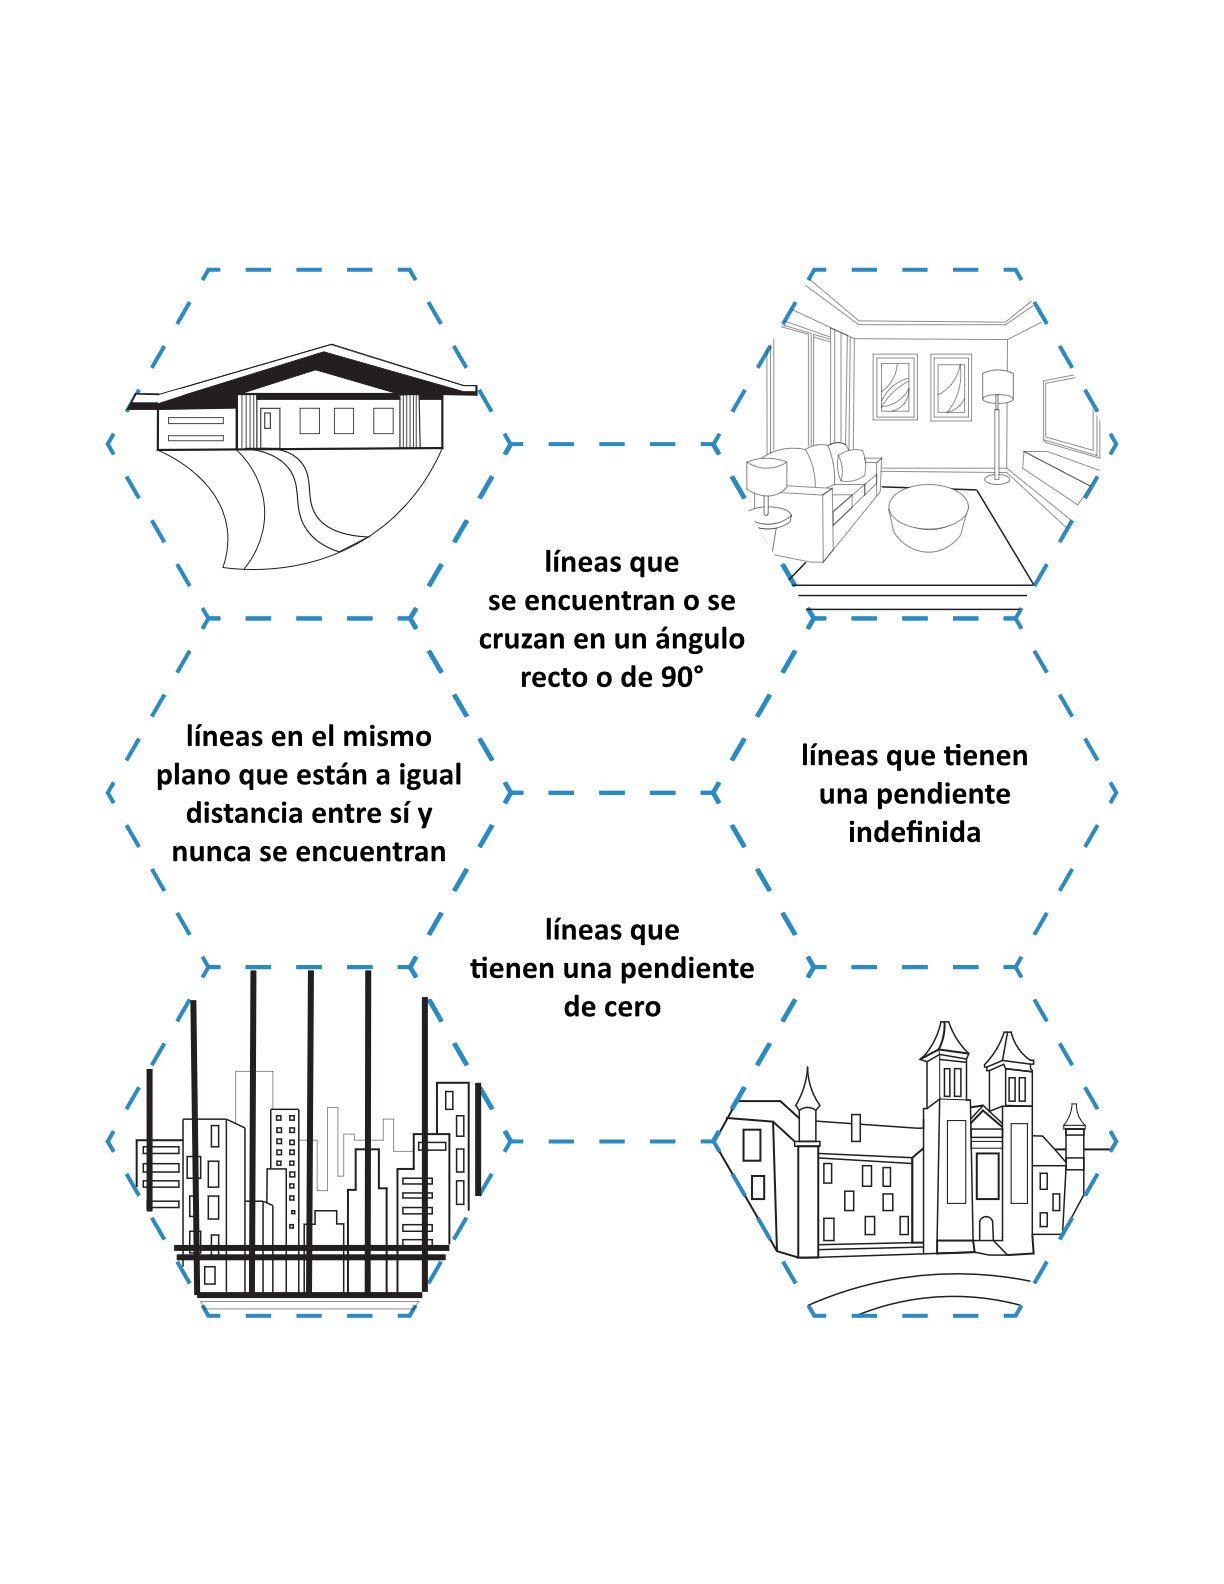 líneas que
se encuentran o se
cruzan en un ángulo
recto o de 90°
líneas en el mismo
plano que están a igual
distancia entre sí y
nunca se encuentran
líneas que tienen
una pendiente
indefinida
líneas que
tienen una pendiente
de cero